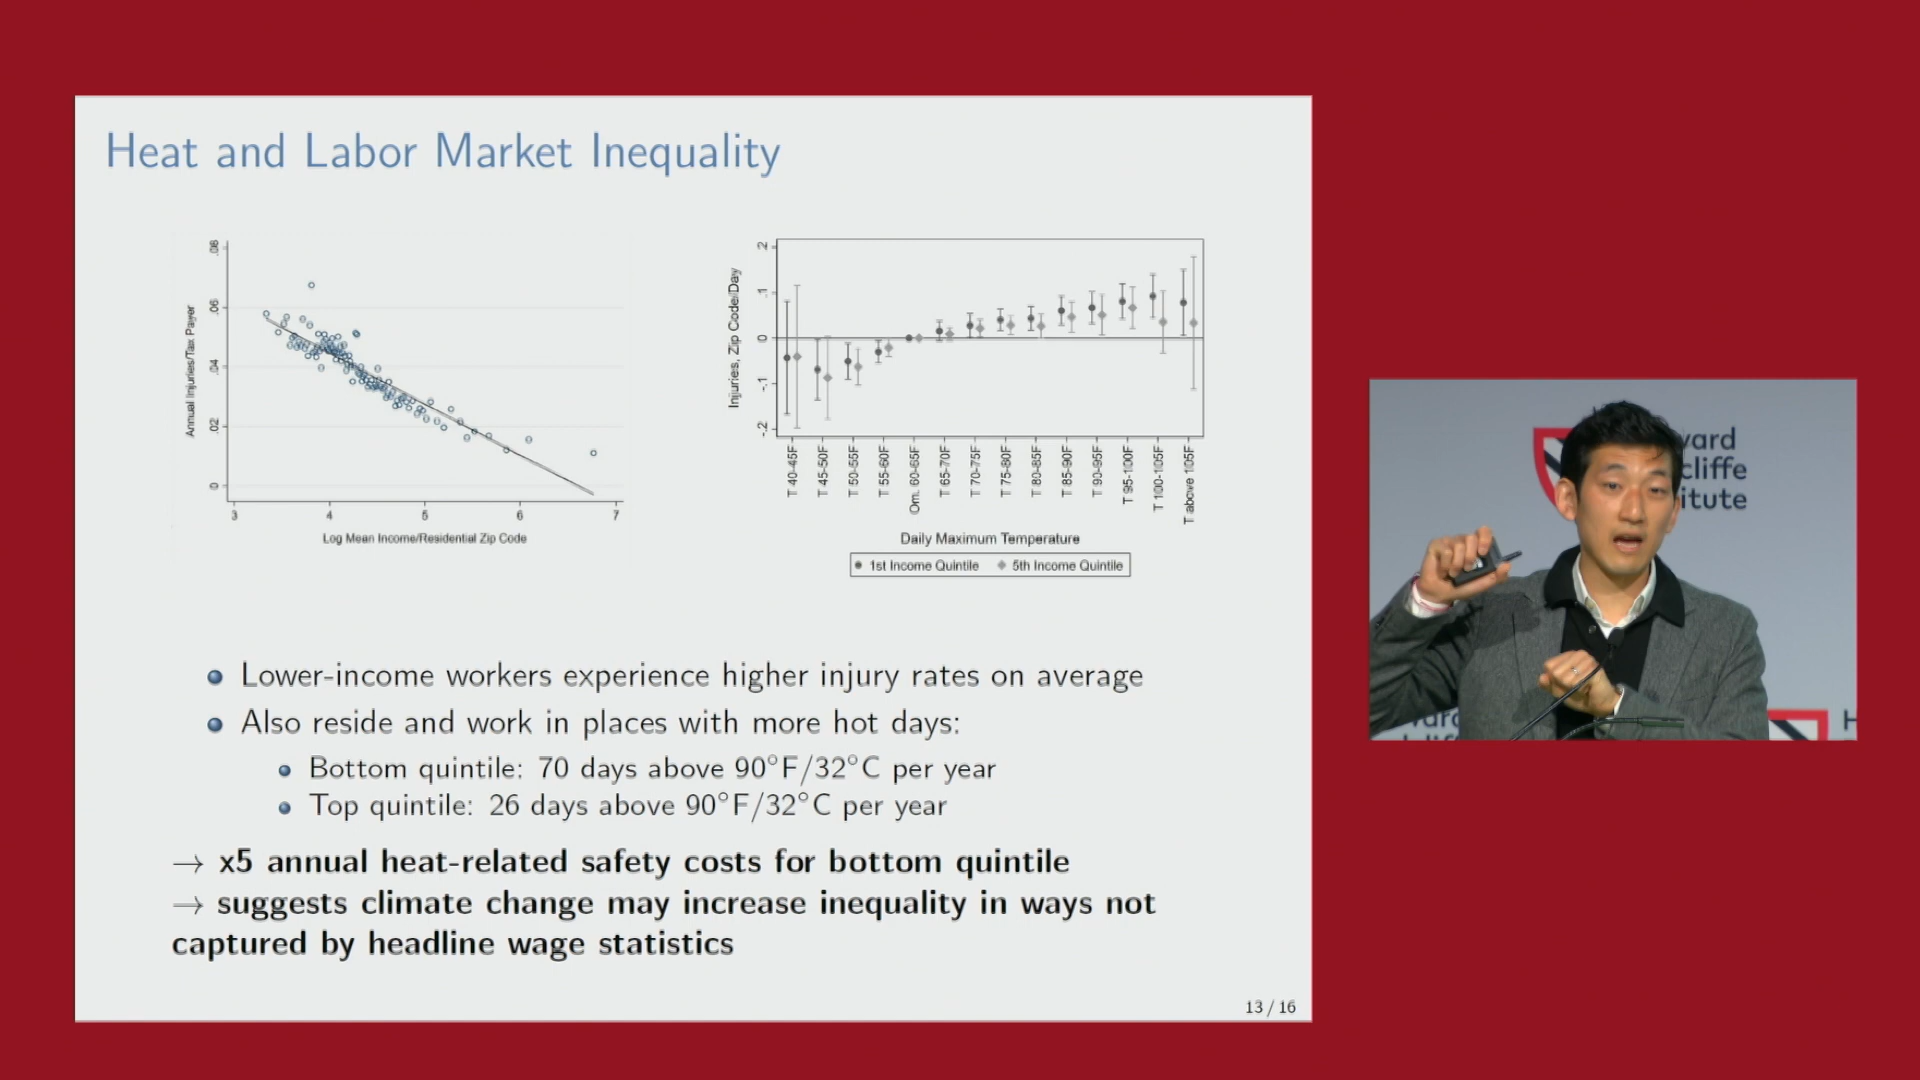 Heat and Labor Market Inequality
.08
.06
.04
.02
0
Annual Injuries/Tax Payer
3 4 5 6 7
Log Mean Income/Residential Zip Code
.2
.1
0
-.1
-.2
Injuries, Zip Code/Day
T 40-45F
T 45-50F
T 50-55F
T 55-60F
Om. 60-65F
T 65-70F
T 70-75F
T 75-80F
T 80-85F
T 85-90F
T 90-95F
T 95-100F
T 100-105F
T above 105F
Daily Maximum Temperature
1st Income Quintile 5th Income Quintile
Lower-income workers experience higher injury rates on average
Also reside and work in places with more hot days:
Bottom quintile: 70 days above 90°F/32°C per year
Top quintile: 26 days above 90°F/32°C per year
→ x5 annual heat-related safety costs for bottom quintile
→ suggests climate change may increase inequality in ways not
captured by headline wage statistics
13 / 16
vard
cliffe
itute